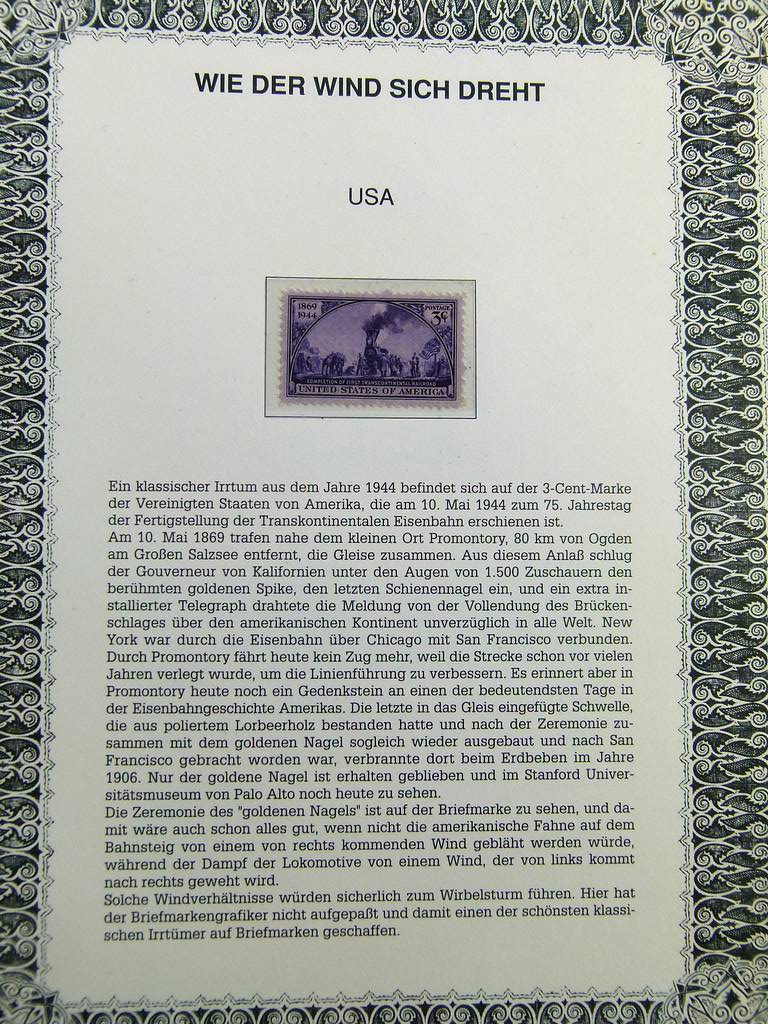 WIE DER WIND SICH DREHT
USA
1869
1944
POSTAGE
3¢
COMPLETION OF FIRST TRANSCONTINENTAL RAILROAD
UNITED STATES OF AMERICA
Ein klassischer Irrtum aus dem Jahre 1944 befindet sich auf der 3-Cent-Marke
der Vereinigten Staaten von Amerika, die am 10. Mai 1944 zum 75. Jahrestag
der Fertigstellung der Transkontinentalen Eisenbahn erschienen ist.
Am 10. Mai 1869 trafen nahe dem kleinen Ort Promontory, 80 km von Ogden
am Großen Salzsee entfernt, die Gleise zusammen. Aus diesem Anlaß schlug
der Gouverneur von Kalifornien unter den Augen von 1.500 Zuschauern den
berühmten goldenen Spike, den letzten Schienennagel ein, und ein extra in-
stallierter Telegraph drahtete die Meldung von der Vollendung des Brücken-
schlages über den amerikanischen Kontinent unverzüglich in alle Welt. New
York war durch die Eisenbahn über Chicago mit San Francisco verbunden.
Durch Promontory fährt heute kein Zug mehr, weil die Strecke schon vor vielen
Jahren verlegt wurde, um die Linienführung zu verbessern. Es erinnert aber in
Promontory heute noch ein Gedenkstein an einen der bedeutendsten Tage in
der Eisenbahngeschichte Amerikas. Die letzte in das Gleis eingefügte Schwelle,
die aus poliertem Lorbeerholz bestanden hatte und nach der Zeremonie zu-
sammen mit dem goldenen Nagel sogleich wieder ausgebaut und nach San
Francisco gebracht worden war, verbrannte dort beim Erdbeben im Jahre
1906. Nur der goldene Nagel ist erhalten geblieben und im Stanford Univer-
sitätsmuseum von Palo Alto noch heute zu sehen.
Die Zeremonie des "goldenen Nagels" ist auf der Briefmarke zu sehen, und da-
mit wäre auch schon alles gut, wenn nicht die amerikanische Fahne auf dem
Bahnsteig von einem von rechts kommenden Wind gebläht werden würde,
während der Dampf der Lokomotive von einem Wind, der von links kommt
nach rechts geweht wird.
Solche Windverhältnisse würden sicherlich zum Wirbelsturm führen. Hier hat
der Briefmarkengrafiker nicht aufgepaßt und damit einen der schönsten klassi-
schen Irrtümer auf Briefmarken geschaffen.